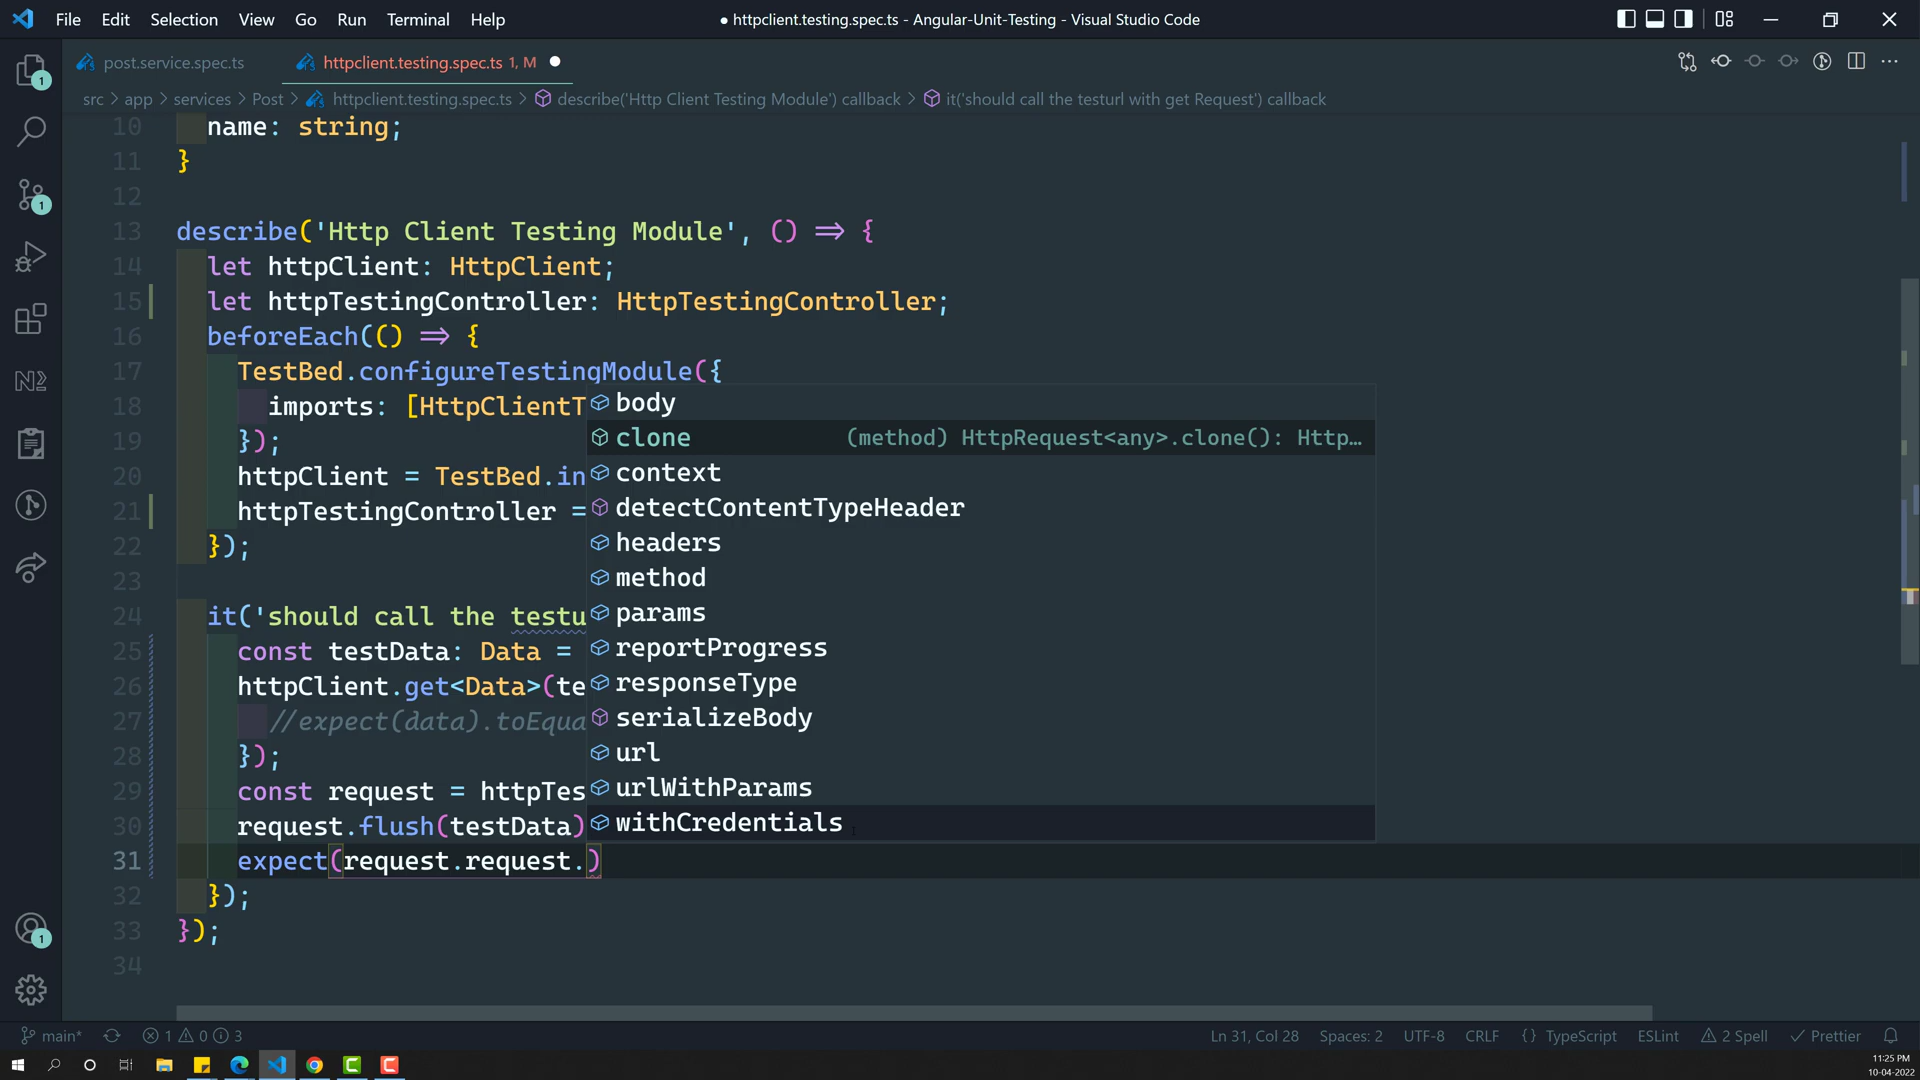 File Edit Selection View Go Run Terminal Help
● httpclient.testing.spec.ts - Angular-Unit-Testing - Visual Studio Code
post.service.spec.ts
httpclient.testing.spec.ts 1, M ●
src > app > services > Post > httpclient.testing.spec.ts > describe('Http Client Testing Module') callback > it('should call the testurl with get Request') callback
10 name: string;
11 }
12
13 describe('Http Client Testing Module', () => {
14 let httpClient: HttpClient;
15 let httpTestingController: HttpTestingController;
16 beforeEach(() => {
17 TestBed.configureTestingModule({
18 imports: [HttpClientT
19 });
20 httpClient = TestBed.in
21 httpTestingController =
22 });
23
24 it('should call the testu
25 const testData: Data =
26 httpClient.get<Data>(te
27 //expect(data).toEqua
28 });
29 const request = httpTes
30 request.flush(testData)
31 expect(request.request.)
32 });
33 });
34
body
clone (method) HttpRequest<any>.clone(): Http…
context
detectContentTypeHeader
headers
method
params
reportProgress
responseType
serializeBody
url
urlWithParams
withCredentials
1
1
1
main* 1 0 3
Ln 31, Col 28 Spaces: 2 UTF-8 CRLF {} TypeScript ESLint 2 Spell Prettier
11:25 PM
10-04-2022